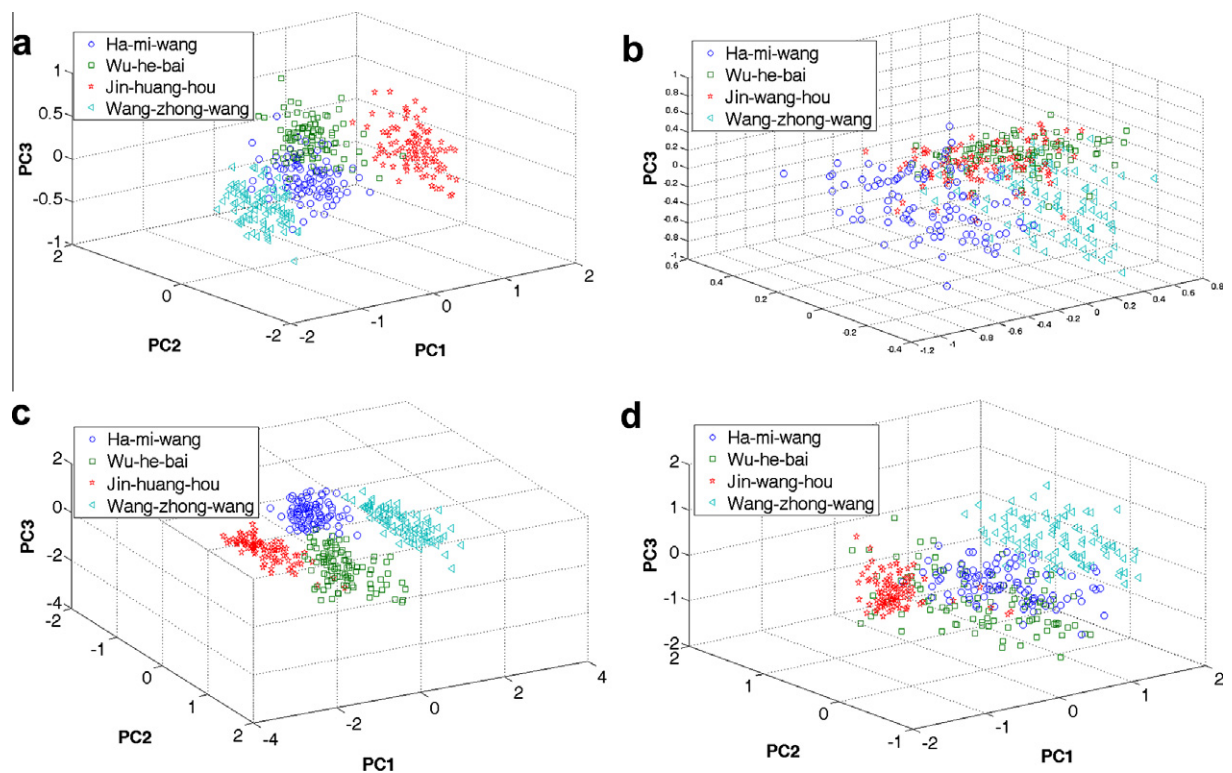 a
Ha-mi-wang
Wu-he-bai
Jin-huang-hou
Wang-zhong-wang
1
0.5
0
-0.5
-1
PC3
2
0
-2
PC2
-2
-1
0
1
2
PC1
b
Ha-mi-wang
Wu-he-bai
Jin-wang-hou
Wang-zhong-wang
1
0.8
0.6
0.4
0.2
0
-0.2
-0.4
-0.6
-0.8
-1
PC3
0.6
0.4
0.2
0
-0.2
-0.4
-1.2
-1
-0.8
-0.6
-0.4
-0.2
0
0.2
0.4
0.6
0.8
c
Ha-mi-wang
Wu-he-bai
Jin-huang-hou
Wang-zhong-wang
2
0
-2
-4
PC3
-2
-1
0
1
2
PC2
-4
-2
0
2
4
PC1
d
Ha-mi-wang
Wu-he-bai
Jin-wang-hou
Wang-zhong-wang
2
1
0
-1
-2
PC3
2
1
0
-1
PC2
-2
-1
0
1
2
PC1